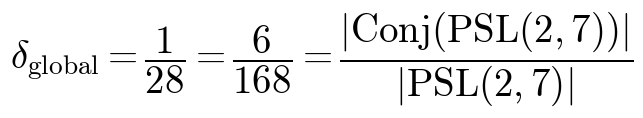 δ_global = 1/28 = 6/168 = |Conj(PSL(2, 7))|/|PSL(2, 7)|